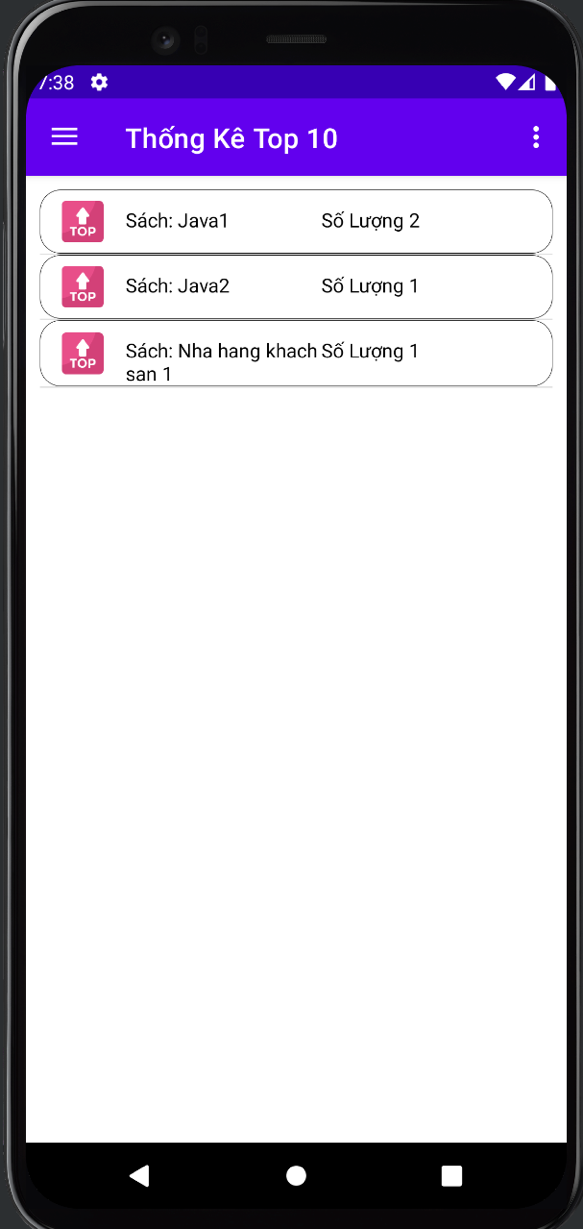 7:38
Thống Kê Top 10
TOP
Sách: Java1 Số Lượng 2
TOP
Sách: Java2 Số Lượng 1
TOP
Sách: Nha hang khach Số Lượng 1
san 1